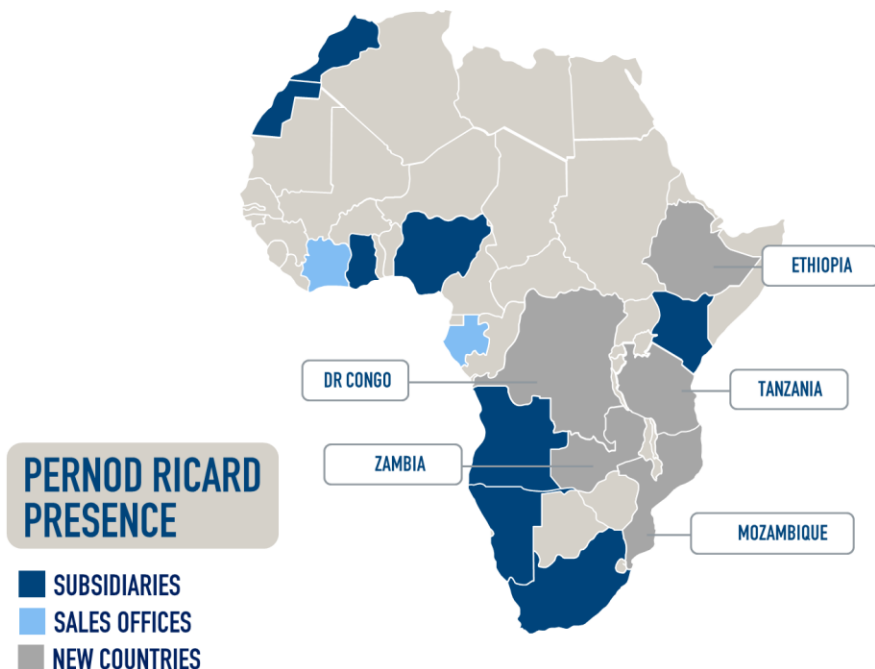 ETHIOPIA
DR CONGO
TANZANIA
ZAMBIA
MOZAMBIQUE
PERNOD RICARD
PRESENCE
SUBSIDIARIES
SALES OFFICES
NEW COUNTRIES